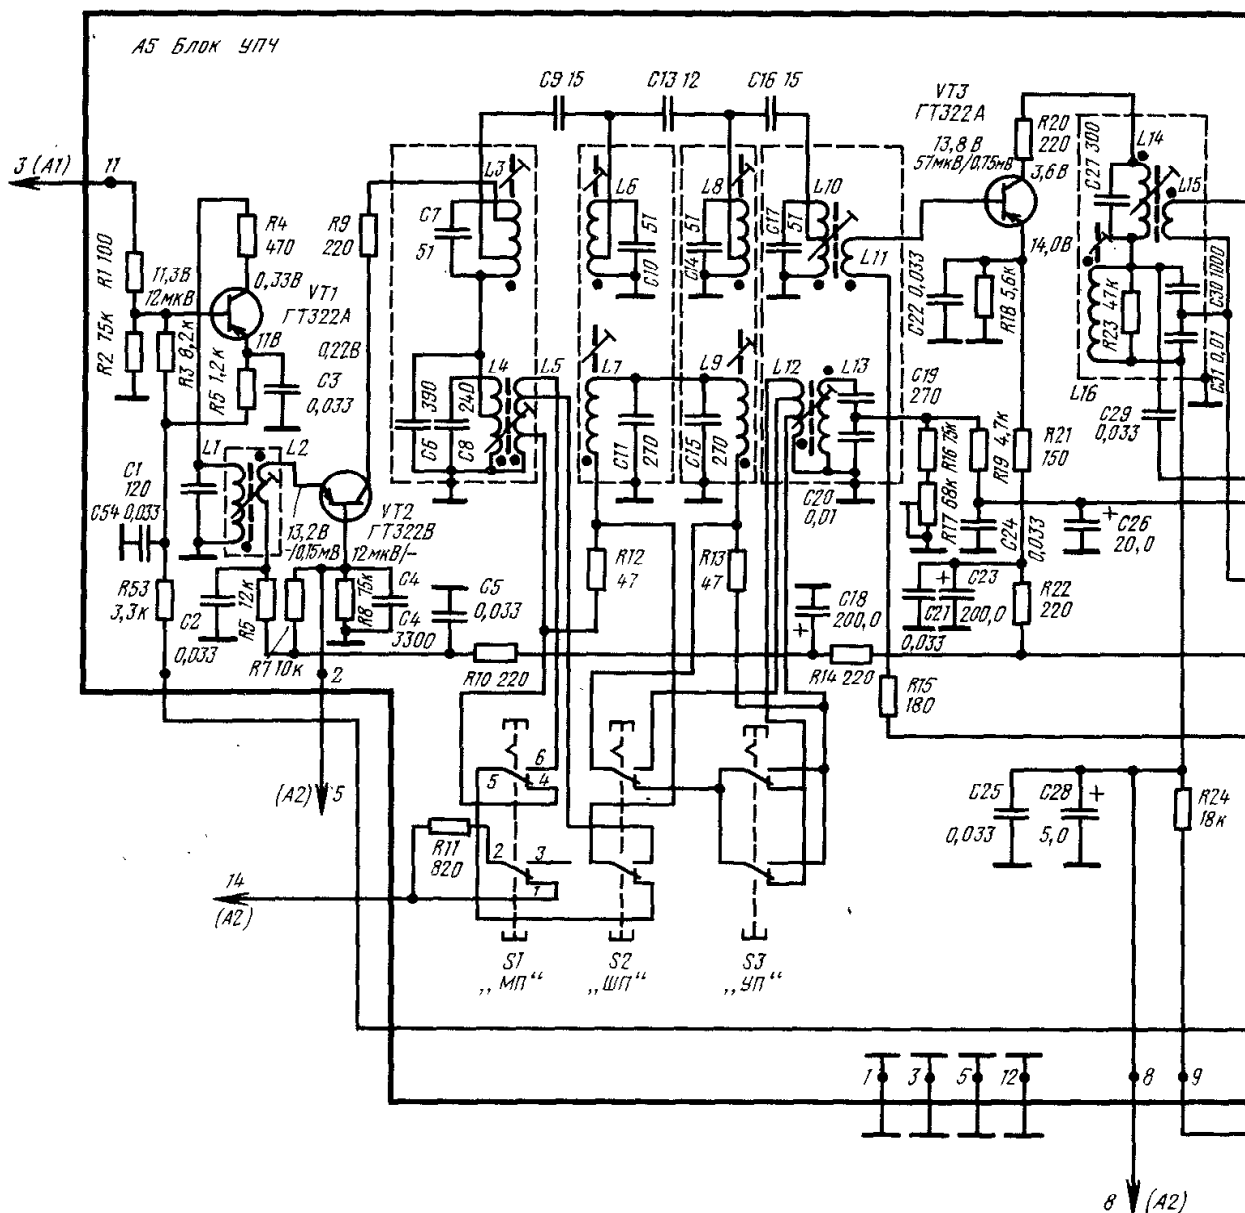 А5 Блок УПЧ
3 (А1)
11
R1 100
R2 75к
11,3В
12мкВ
R3 8,2к
R4
470
0,33В
VT1
ГТ322А
11В
R5 1,2к
C3
0,033
R9
220
0,22В
C1
120
C54 0,033
L1
L2
13,2В
-/0,15мВ
VT2
ГТ322В
12мкВ/-
R53
3,3к
C2
0,033
R6 12к
R7 10к
R8 75к
C4
C4
3300
2
(А2)
5
C5
0,033
R10 220
C9 15
C13 12
C16 15
L3
C7
51
L4
L5
C6 390
C8 240
L6
C10 51
L7
C11 270
L8
C14 51
L9
C15 270
L10
C17 51
L11
L12
L13
C19
270
C20
0,01
R12
47
R13
47
C18
200,0
R14 220
R15
180
VT3
ГТ322А
13,8В
57мкВ/0,75мВ
R20
220
3,6В
14,0В
C22 0,033
R18 5,6к
R16 75к
R17 68к
R19 4,7к
C24 0,033
R21
150
C26
20,0
C23
200,0
C21
0,033
R22
220
C27 300
L14
L15
R23 47к
C30 1000
C31 0,01
L16
C29
0,033
C25
0,033
C28
5,0
R24
18к
6
5
4
R11
820
2
3
1
14
(А2)
S1
„МП“
S2
„ШП“
S3
„УП“
1
3
5
12
8
9
8 (А2)